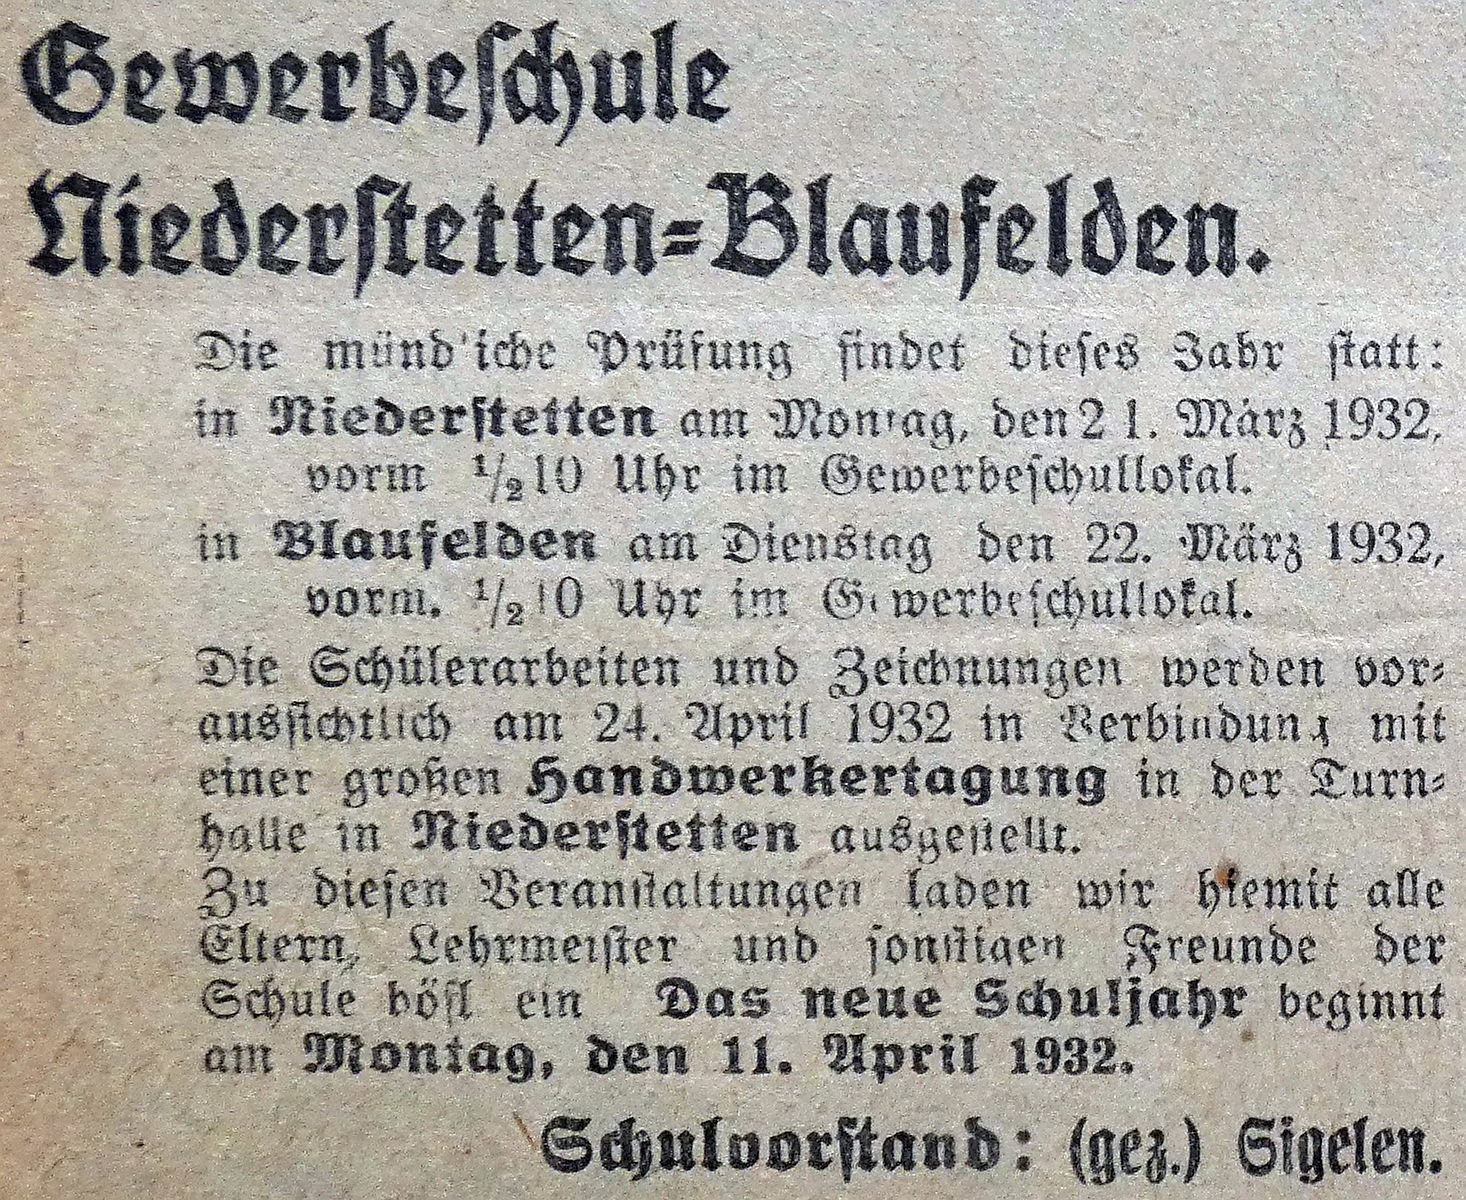 Gewerbeschule
Niederstetten-Blaufelden.
Die mündliche Prüfung findet dieses Jahr statt:
in Niederstetten am Montag, den 21. März 1932,
vorm 1/2 10 Uhr im Gewerbeschullokal.
in Blaufelden am Dienstag den 22. März 1932,
vorm. 1/2 10 Uhr im Gewerbeschullokal.
Die Schülerarbeiten und Zeichnungen werden vor-
aussichtlich am 24. April 1932 in Verbindung mit
einer großen Handwerkertagung in der Turn-
halle in Niederstetten ausgestellt.
Zu diesen Veranstaltungen laden wir hiemit alle
Eltern, Lehrmeister und sonstigen Freunde der
Schule höfl ein Das neue Schuljahr beginnt
am Montag, den 11. April 1932.
Schulvorstand: (gez.) Sigelen.